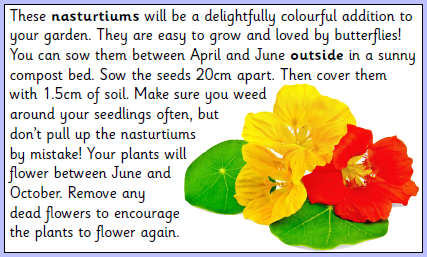 These nasturtiums will be a delightfully colourful addition to
your garden. They are easy to grow and loved by butterflies!
You can sow them between April and June outside in a sunny
compost bed. Sow the seeds 20cm apart. Then cover them
with 1.5cm of soil. Make sure you weed
around your seedlings often, but
don't pull up the nasturtiums
by mistake! Your plants will
flower between June and
October. Remove any
dead flowers to encourage
the plants to flower again.